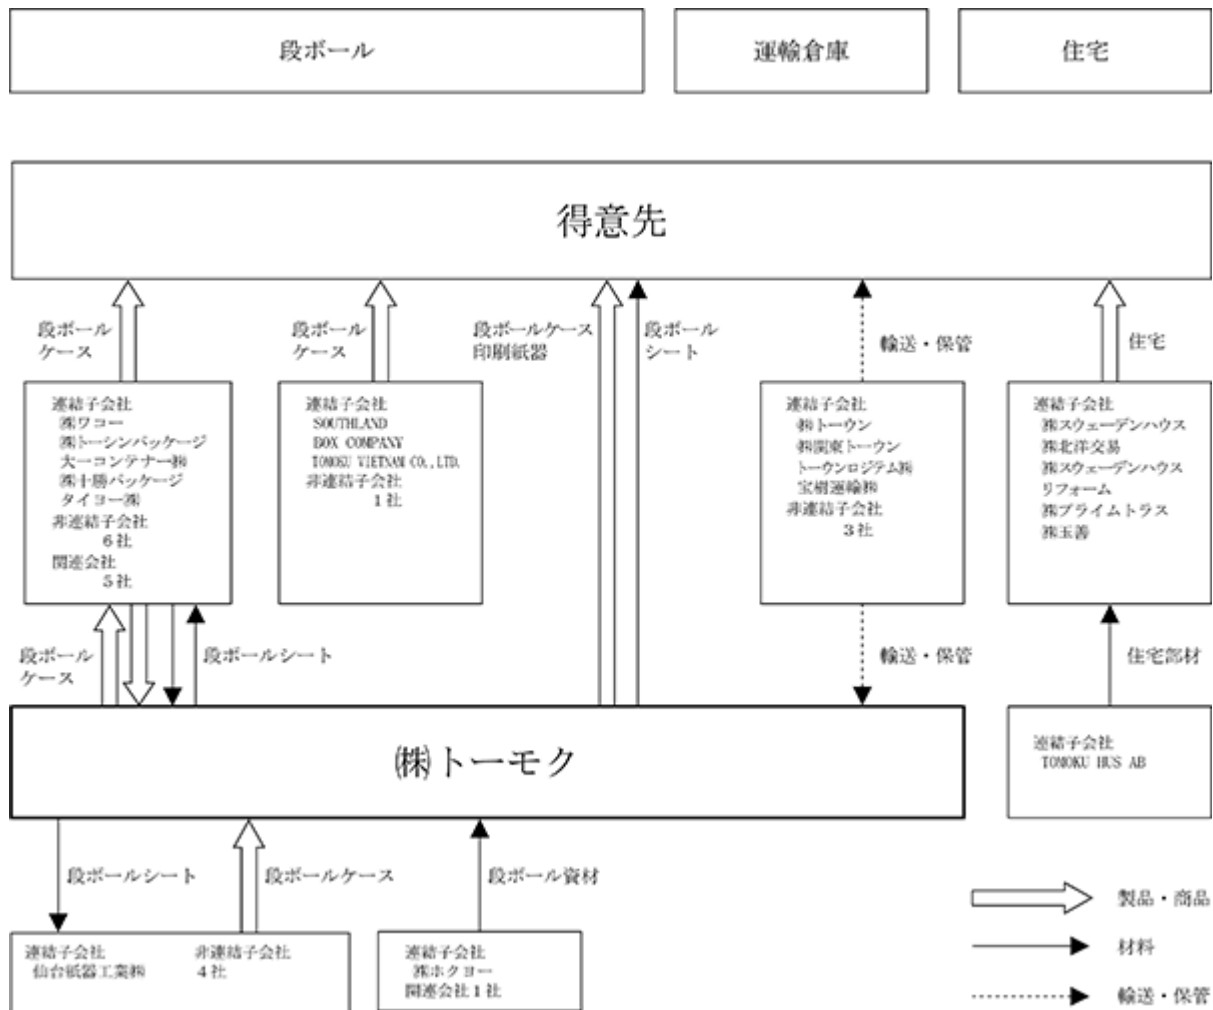 段ボール
運輸倉庫
住宅
得意先
段ボール
ケース
段ボール
ケース
段ボールケース
印刷紙器
段ボール
シート
輸送・保管
住宅
連結子会社
㈱ワコー
㈱トーシンパッケージ
大一コンテナー㈱
㈱十勝パッケージ
タイヨー㈱
非連結子会社
6社
関連会社
5社
連結子会社
SOUTHLAND
BOX COMPANY
TOMOKU VIETNAM CO.,LTD.
非連結子会社
1社
連結子会社
㈱トーウン
㈱関東トーウン
トーウンロジテム㈱
宝樹運輸㈱
非連結子会社
3社
連結子会社
㈱スウェーデンハウス
㈱北洋交易
㈱スウェーデンハウス
リフォーム
㈱プライムトラス
㈱玉善
段ボール
ケース
段ボールシート
輸送・保管
住宅部材
㈱トーモク
連結子会社
TOMOKU HUS AB
段ボールシート
段ボールケース
段ボール資材
連結子会社
仙台紙器工業㈱
非連結子会社
4社
連結子会社
㈱ホクヨー
関連会社1社
製品・商品
材料
輸送・保管